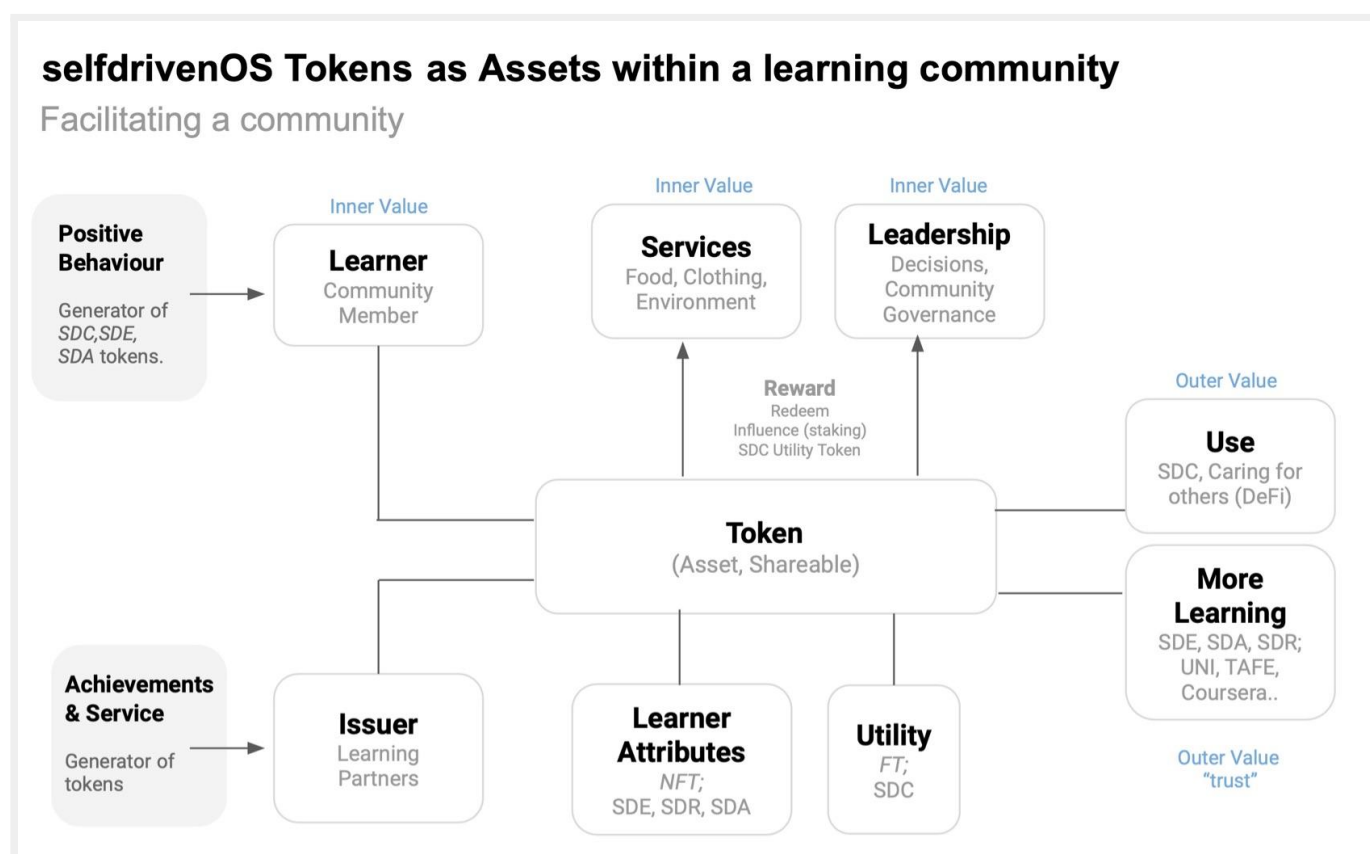 selfdrivenOS Tokens as Assets within a learning community
Facilitating a community
Positive
Behaviour
Generator of
SDC,SDE,
SDA tokens.
Inner Value
Learner
Community
Member
Inner Value
Services
Food, Clothing,
Environment
Inner Value
Leadership
Decisions,
Community
Governance
Reward
Redeem
Influence (staking)
SDC Utility Token
Outer Value
Use
SDC, Caring for
others (DeFi)
Token
(Asset, Shareable)
More
Learning
SDE, SDA, SDR;
UNI, TAFE,
Coursera..
Outer Value
“trust”
Achievements
& Service
Generator of
tokens
Issuer
Learning
Partners
Learner
Attributes
NFT;
SDE, SDR, SDA
Utility
FT;
SDC